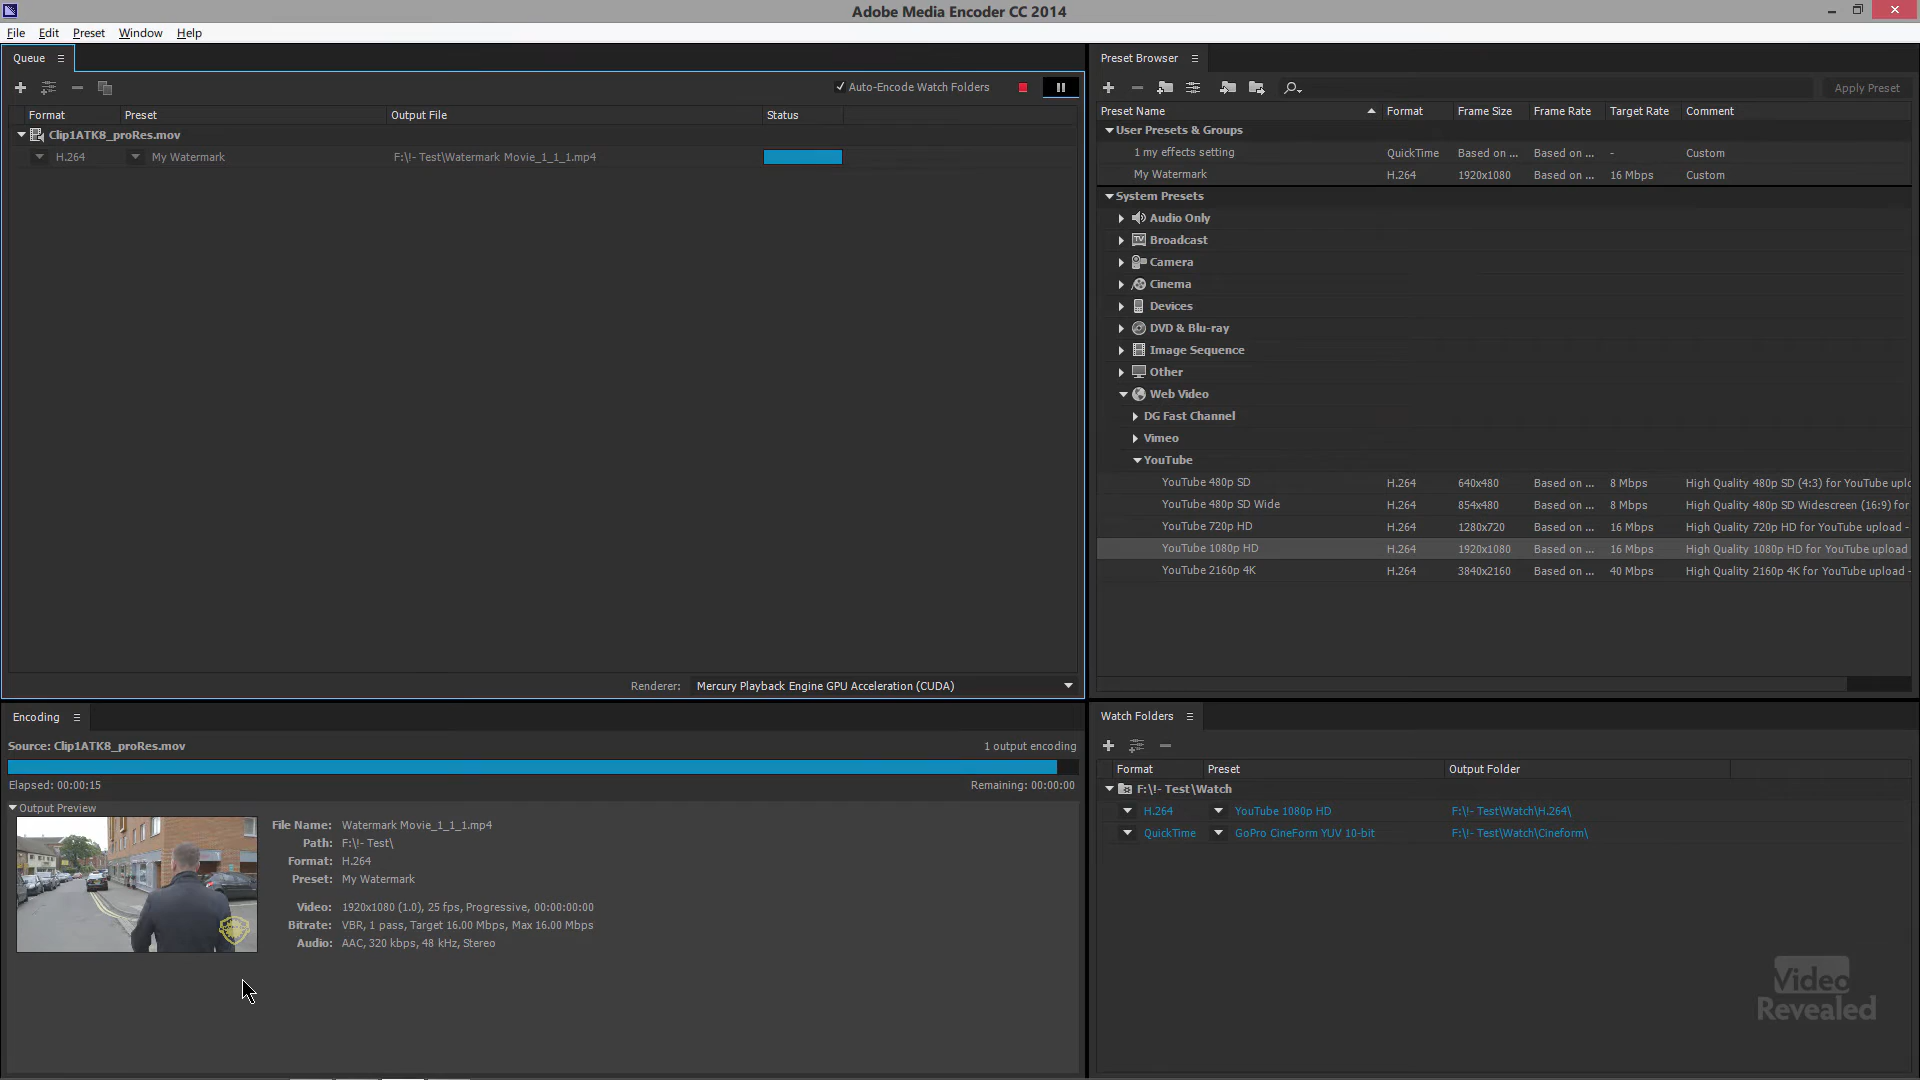 Adobe Media Encoder CC 2014
File Edit Preset Window Help
Queue
Auto-Encode Watch Folders
Format Preset Output File Status
Clip1ATK8_proRes.mov
H.264 My Watermark F:\!- Test\Watermark Movie_1_1_1.mp4
Renderer: Mercury Playback Engine GPU Acceleration (CUDA)
Preset Browser
Apply Preset
Preset Name Format Frame Size Frame Rate Target Rate Comment
User Presets & Groups
1 my effects setting QuickTime Based on ... Based on ... - Custom
My Watermark H.264 1920x1080 Based on ... 16 Mbps Custom
System Presets
Audio Only
TV Broadcast
Camera
Cinema
Devices
DVD & Blu-ray
Image Sequence
Other
Web Video
DG Fast Channel
Vimeo
YouTube
YouTube 480p SD H.264 640x480 Based on ... 8 Mbps High Quality 480p SD (4:3) for YouTube uplo
YouTube 480p SD Wide H.264 854x480 Based on ... 8 Mbps High Quality 480p SD Widescreen (16:9) for
YouTube 720p HD H.264 1280x720 Based on ... 16 Mbps High Quality 720p HD for YouTube upload -
YouTube 1080p HD H.264 1920x1080 Based on ... 16 Mbps High Quality 1080p HD for YouTube upload
YouTube 2160p 4K H.264 3840x2160 Based on ... 40 Mbps High Quality 2160p 4K for YouTube upload -
Encoding
Source: Clip1ATK8_proRes.mov 1 output encoding
Elapsed: 00:00:15 Remaining: 00:00:00
Output Preview
File Name: Watermark Movie_1_1_1.mp4
Path: F:\!- Test\
Format: H.264
Preset: My Watermark
Video: 1920x1080 (1.0), 25 fps, Progressive, 00:00:00:00
Bitrate: VBR, 1 pass, Target 16.00 Mbps, Max 16.00 Mbps
Audio: AAC, 320 kbps, 48 kHz, Stereo
Watch Folders
Format Preset Output Folder
F:\!- Test\Watch
H.264 YouTube 1080p HD F:\!- Test\Watch\H.264\
QuickTime GoPro CineForm YUV 10-bit F:\!- Test\Watch\Cineform\
Video
Revealed